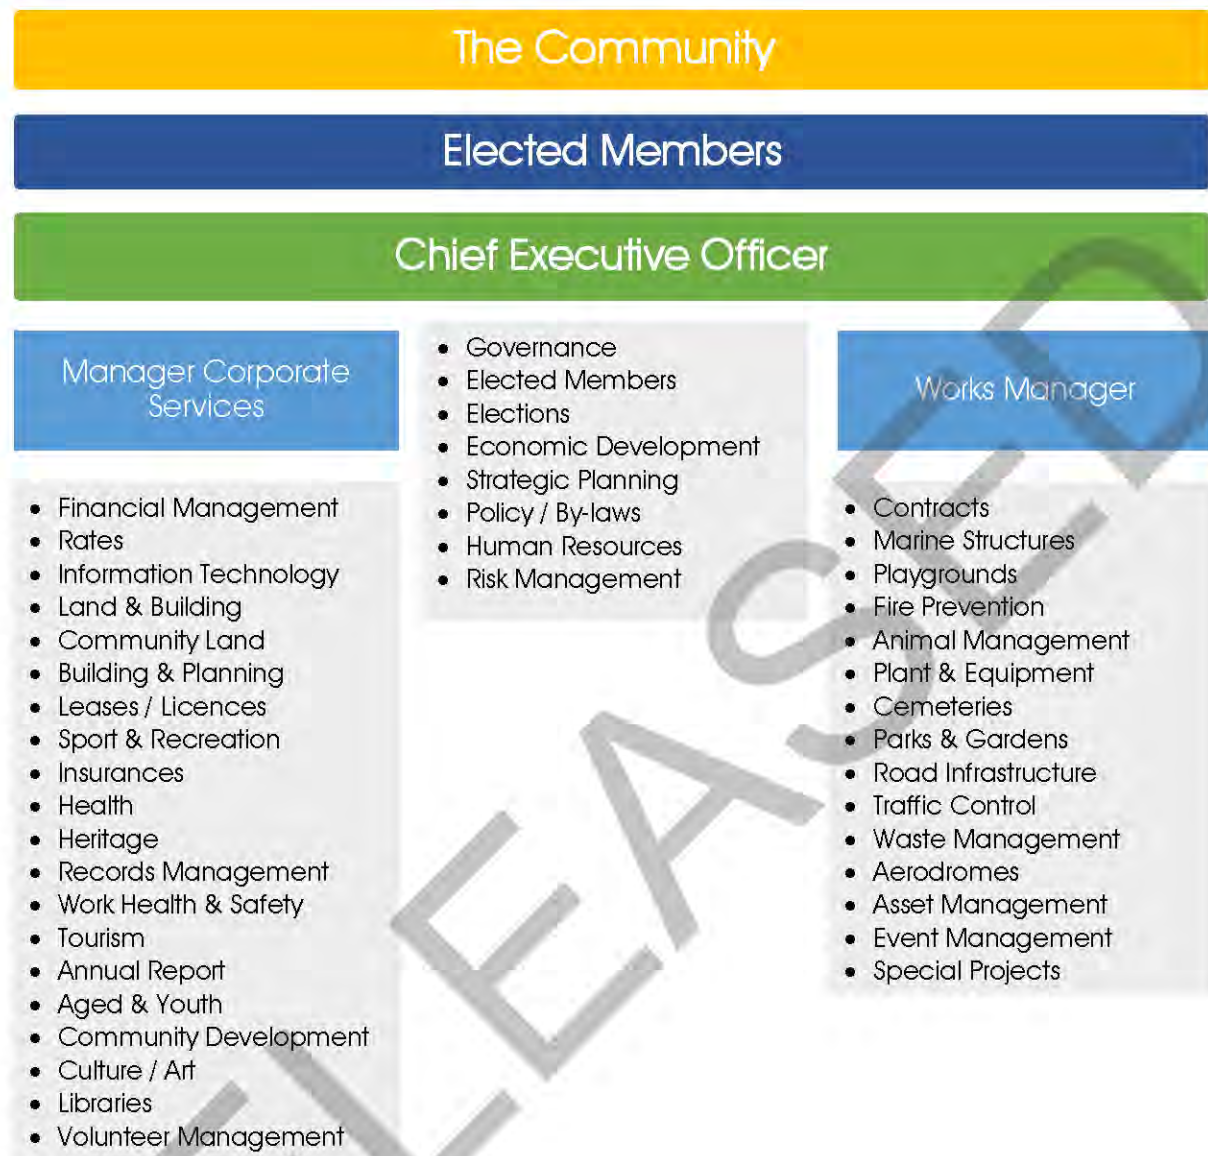 The Community
Elected Members
Chief Executive Officer
Manager Corporate
Services
• Financial Management
• Rates
• Information Technology
• Land & Building
• Community Land
• Building & Planning
• Leases / Licences
• Sport & Recreation
• Insurances
• Health
• Heritage
• Records Management
• Work Health & Safety
• Tourism
• Annual Report
• Aged & Youth
• Community Development
• Culture / Art
• Libraries
• Volunteer Management
• Governance
• Elected Members
• Elections
• Economic Development
• Strategic Planning
• Policy / By-laws
• Human Resources
• Risk Management
Works Manager
• Contracts
• Marine Structures
• Playgrounds
• Fire Prevention
• Animal Management
• Plant & Equipment
• Cemeteries
• Parks & Gardens
• Road Infrastructure
• Traffic Control
• Waste Management
• Aerodromes
• Asset Management
• Event Management
• Special Projects